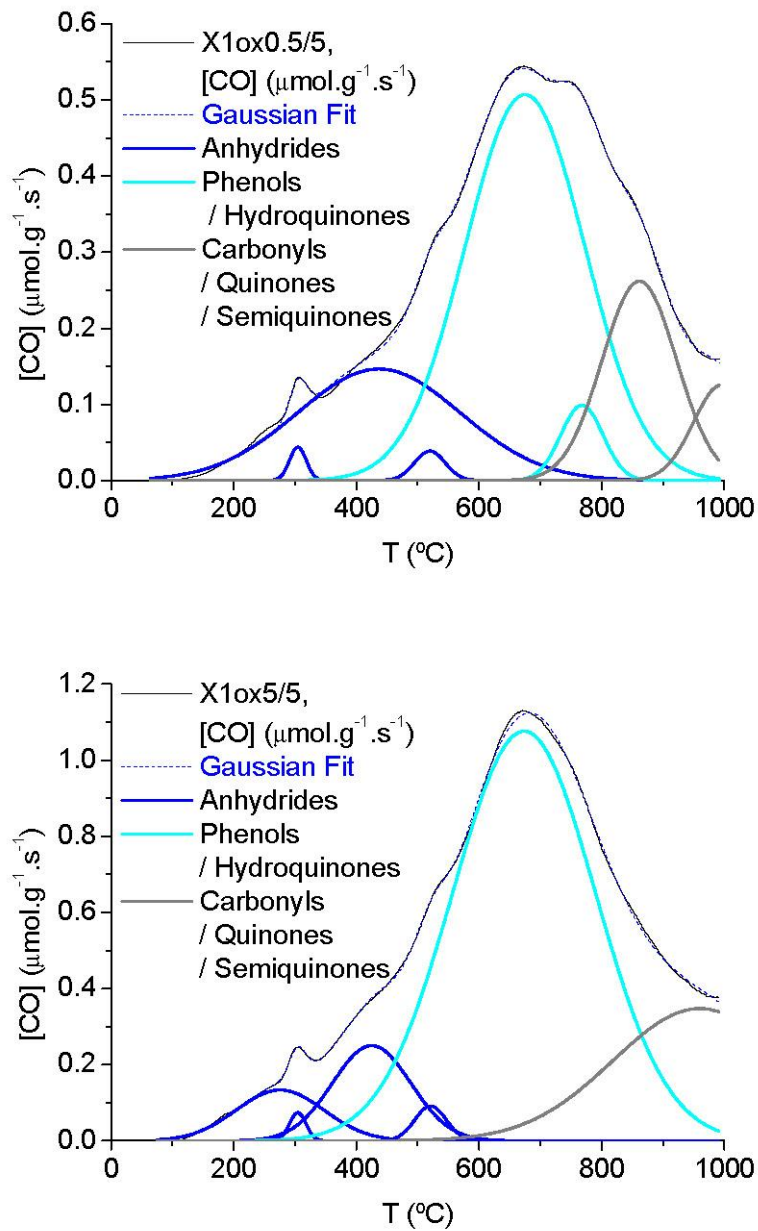 0.6
0.5
0.4
0.3
0.2
0.1
0.0
[CO] (μmol.g⁻¹.s⁻¹)
X1ox0.5/5,
[CO] (μmol.g⁻¹.s⁻¹)
Gaussian Fit
Anhydrides
Phenols
/ Hydroquinones
Carbonyls
/ Quinones
/ Semiquinones
0 200 400 600 800 1000
T (ºC)
1.2
1.0
0.8
0.6
0.4
0.2
0.0
[CO] (μmol.g⁻¹.s⁻¹)
X1ox5/5,
[CO] (μmol.g⁻¹.s⁻¹)
Gaussian Fit
Anhydrides
Phenols
/ Hydroquinones
Carbonyls
/ Quinones
/ Semiquinones
0 200 400 600 800 1000
T (ºC)